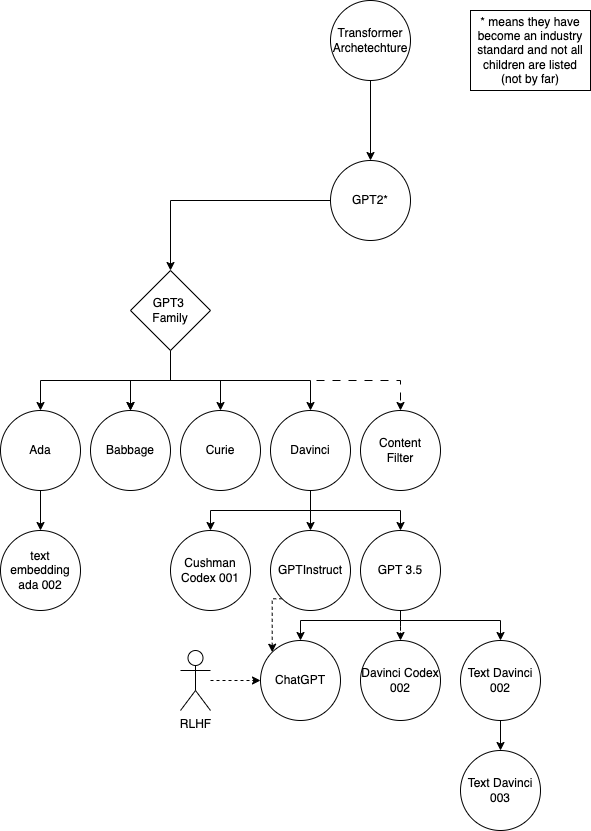 Transformer
Archetechture
* means they have
become an industry
standard and not all
children are listed
(not by far)
GPT2*
GPT3
Family
Ada
Babbage
Curie
Davinci
Content
Filter
text
embedding
ada 002
Cushman
Codex 001
GPTInstruct
GPT 3.5
RLHF
ChatGPT
Davinci Codex
002
Text Davinci
002
Text Davinci
003